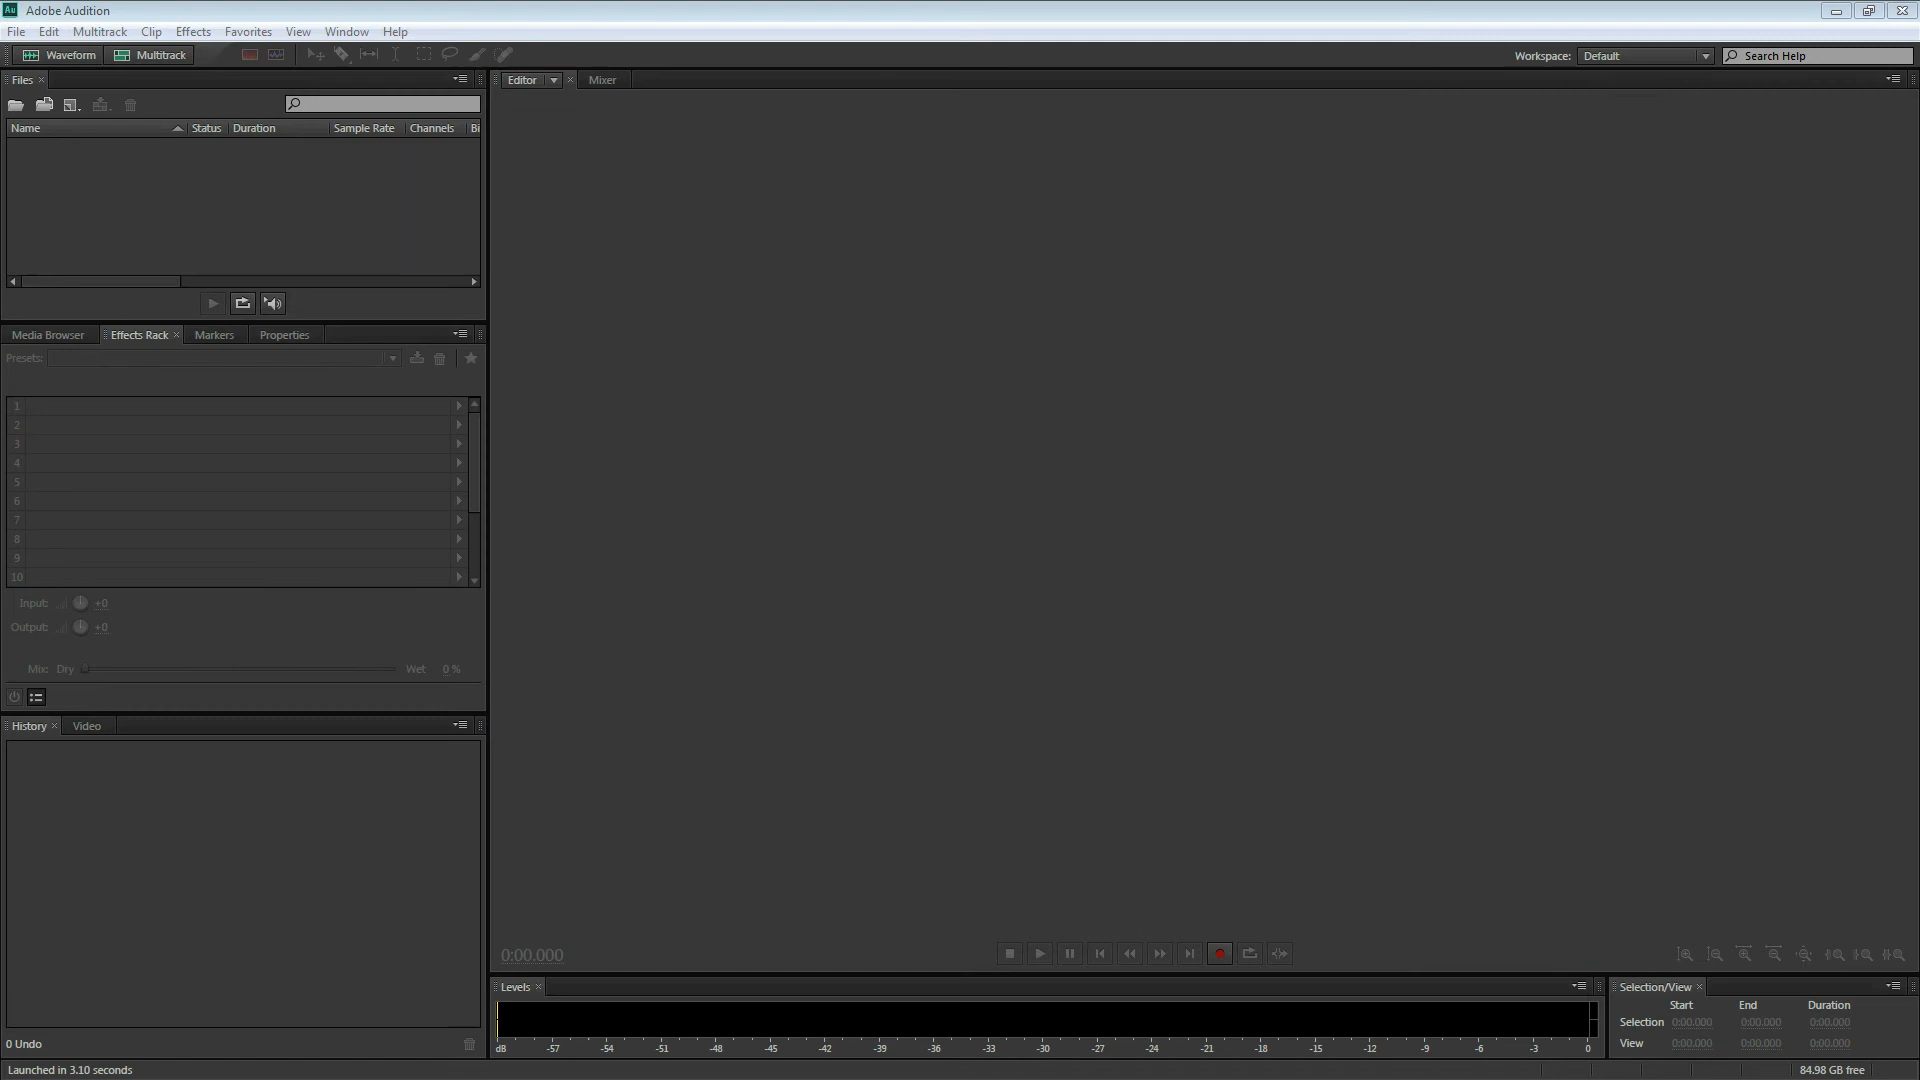 Au Adobe Audition
File Edit Multitrack Clip Effects Favorites View Window Help
Waveform Multitrack Workspace: Default Search Help
Files
Name Status Duration Sample Rate Channels Bi
Media Browser Effects Rack Markers Properties
Presets:
1
2
3
4
5
6
7
8
9
10
Input: +0
Output: +0
Mix: Dry Wet 0 %
History Video
0 Undo
Launched in 3.10 seconds
Editor Mixer
0:00.000
Levels
dB -57 -54 -51 -48 -45 -42 -39 -36 -33 -30 -27 -24 -21 -18 -15 -12 -9 -6 -3 0
Selection/View
Start End Duration
Selection 0:00.000 0:00.000 0:00.000
View 0:00.000 0:00.000 0:00.000
84.98 GB free